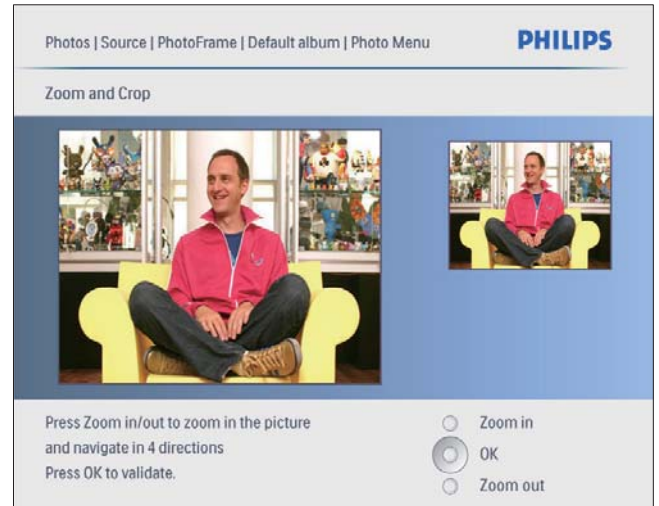 Photos | Source | PhotoFrame | Default album | Photo Menu
PHILIPS
Zoom and Crop
Press Zoom in/out to zoom in the picture
and navigate in 4 directions
Press OK to validate.
Zoom in
OK
Zoom out